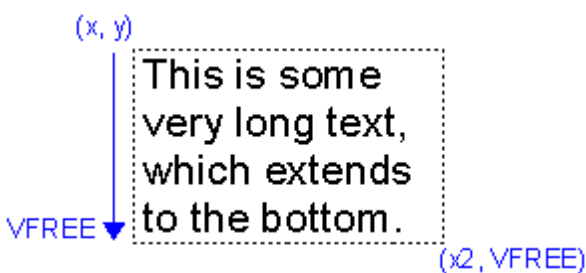 (x, y)
This is some
very long text,
which extends
VFREE to the bottom.
(x2, VFREE)